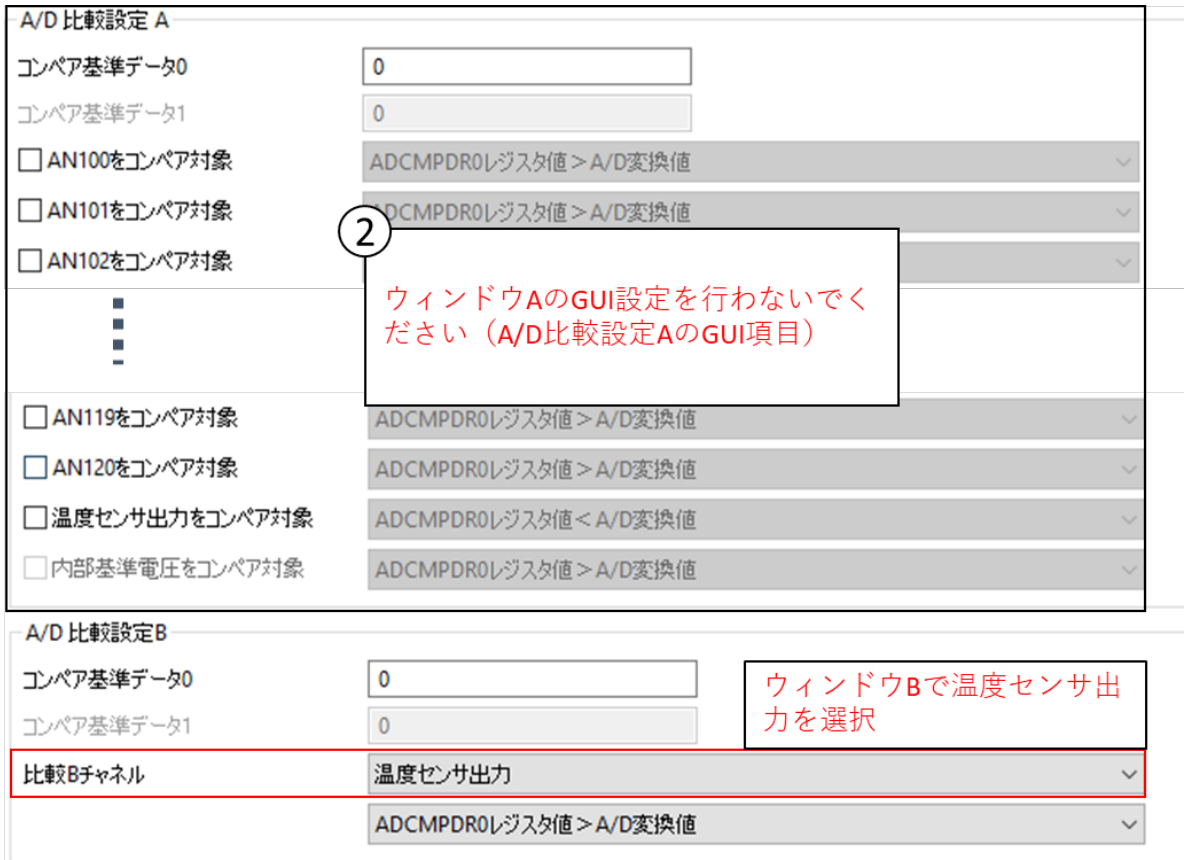 A/D 比較設定 A
コンペア基準データ0 0
コンペア基準データ1 0
AN100をコンペア対象 ADCMPDR0レジスタ値＞A/D変換値
AN101をコンペア対象 ADCMPDR0レジスタ値＞A/D変換値
AN102をコンペア対象
②
ウィンドウAのGUI設定を行わないでく
ださい（A/D比較設定AのGUI項目）
AN119をコンペア対象 ADCMPDR0レジスタ値＞A/D変換値
AN120をコンペア対象 ADCMPDR0レジスタ値＞A/D変換値
温度センサ出力をコンペア対象 ADCMPDR0レジスタ値＜A/D変換値
内部基準電圧をコンペア対象 ADCMPDR0レジスタ値＞A/D変換値
A/D 比較設定B
コンペア基準データ0 0
コンペア基準データ1 0
ウィンドウBで温度センサ出
力を選択
比較Bチャネル 温度センサ出力
ADCMPDR0レジスタ値＞A/D変換値